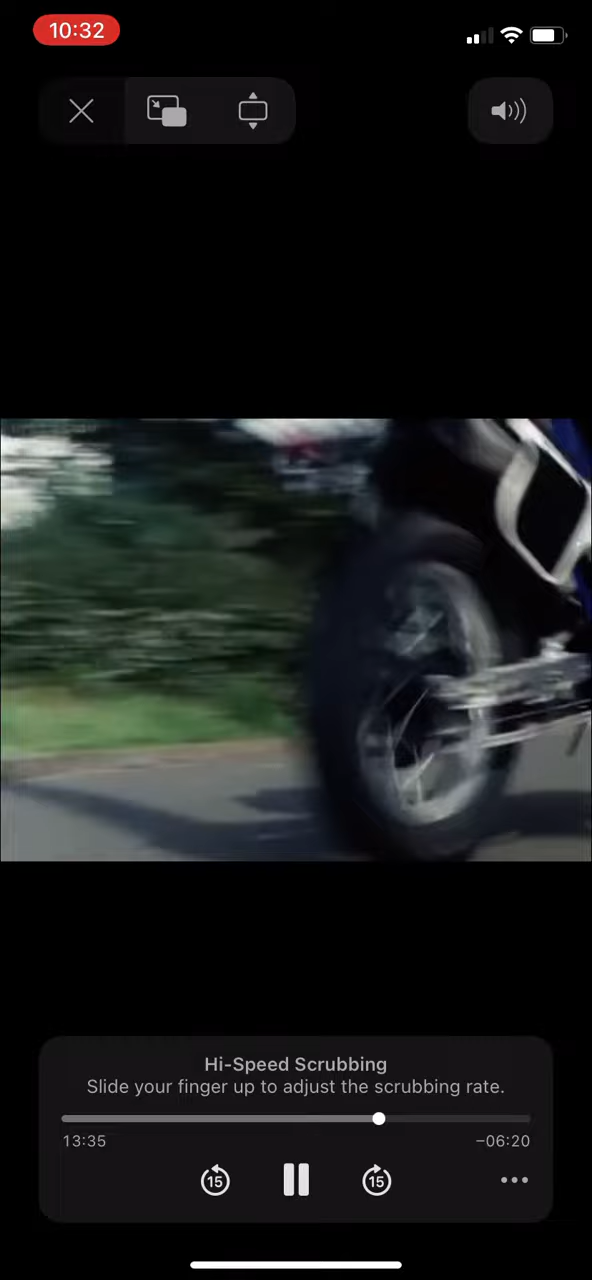 10:32
Hi-Speed Scrubbing
Slide your finger up to adjust the scrubbing rate.
13:35
−06:20
15
15